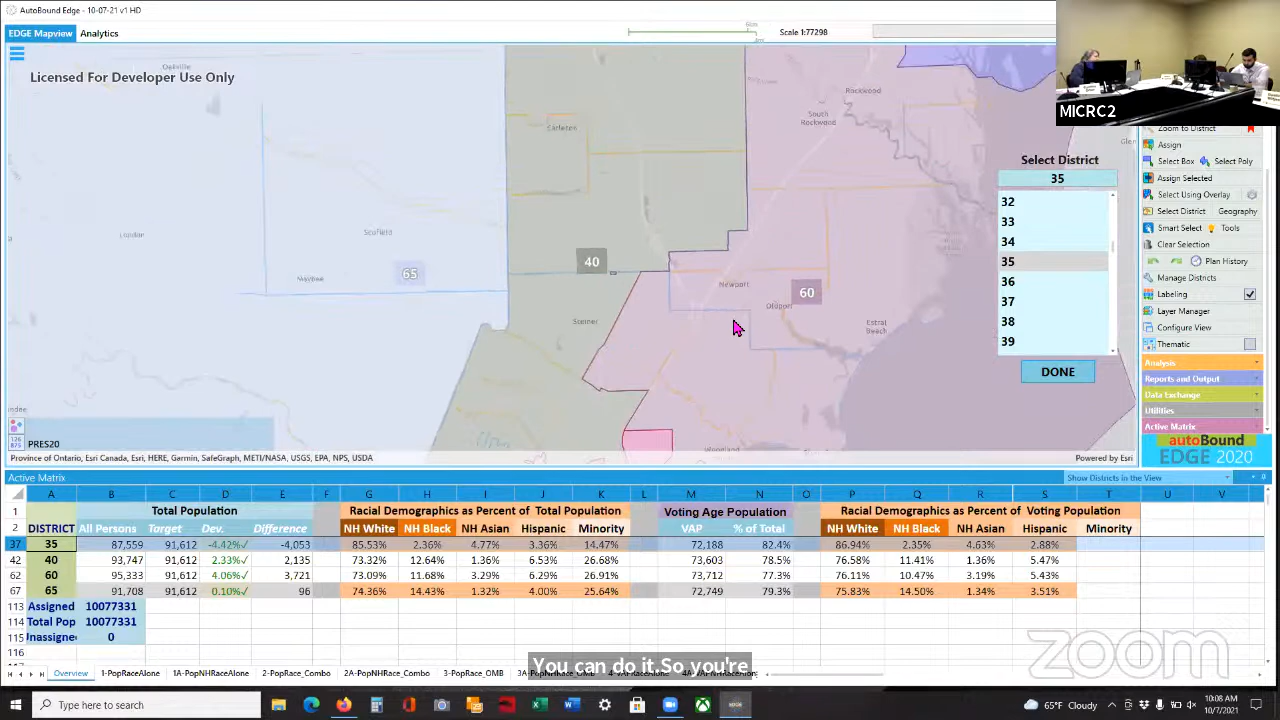 AutoBound Edge - 10-07-21 v1 HD
EDGE Mapview Analytics
Scale 1:77298
Licensed For Developer Use Only
MICRC2
Carleton
Rockwood
South
Rockwood
Scofield
Maybee
65
40
Newport
60
Estral
Beech
Woodland
Select District
35
32
33
34
35
36
37
38
39
DONE
Zoom to District
Assign
Select Box Select Poly
Assign Selected
Select Using Overlay
Select District Geography
Smart Select Tools
Clear Selection
Plan History
Manage Districts
Labeling
Layer Manager
Configure View
Thematic
Analysis
Reports and Output
Data Exchange
Utilities
Active Matrix
autoBound
EDGE 2020
PRES20
Province of Ontario, Esri Canada, Esri, HERE, Garmin, SafeGraph, METI/NASA, USGS, EPA, NPS, USDA
Powered by Esri
Active Matrix
Show Districts in the View
A B C D E F G H I J K L M N O P Q R S T U V
1 Total Population Racial Demographics as Percent of Total Population Voting Age Population Racial Demographics as Percent of Voting Population
2 DISTRICT All Persons Target Dev. Difference NH White NH Black NH Asian Hispanic Minority VAP % of Total NH White NH Black NH Asian Hispanic Minority
37 35 87,559 91,612 -4.42%✓ -4,053 85.53% 2.36% 4.77% 3.36% 14.47% 72,188 82.4% 86.94% 2.35% 4.63% 2.88%
42 40 93,747 91,612 2.33%✓ 2,135 73.32% 12.64% 1.36% 6.53% 26.68% 73,603 78.5% 76.58% 11.41% 1.36% 5.47%
62 60 95,333 91,612 4.06%✓ 3,721 73.09% 11.68% 3.29% 6.29% 26.91% 73,712 77.3% 76.11% 10.47% 3.19% 5.43%
67 65 91,708 91,612 0.10%✓ 96 74.36% 14.43% 1.32% 4.00% 25.64% 72,749 79.3% 75.83% 14.50% 1.34% 3.51%
113 Assigned 10077331
114 Total Pop 10077331
115 Unassigne 0
You can do it.So you're
zoom
Overview 1-PopRaceAlone 1A-PopNHRaceAlone 2-PopRace_Combo 2A-PopNHRace_Combo 3-PopRace_OMB
Type here to search
68°F Cloudy
10:08 AM
10/7/2021